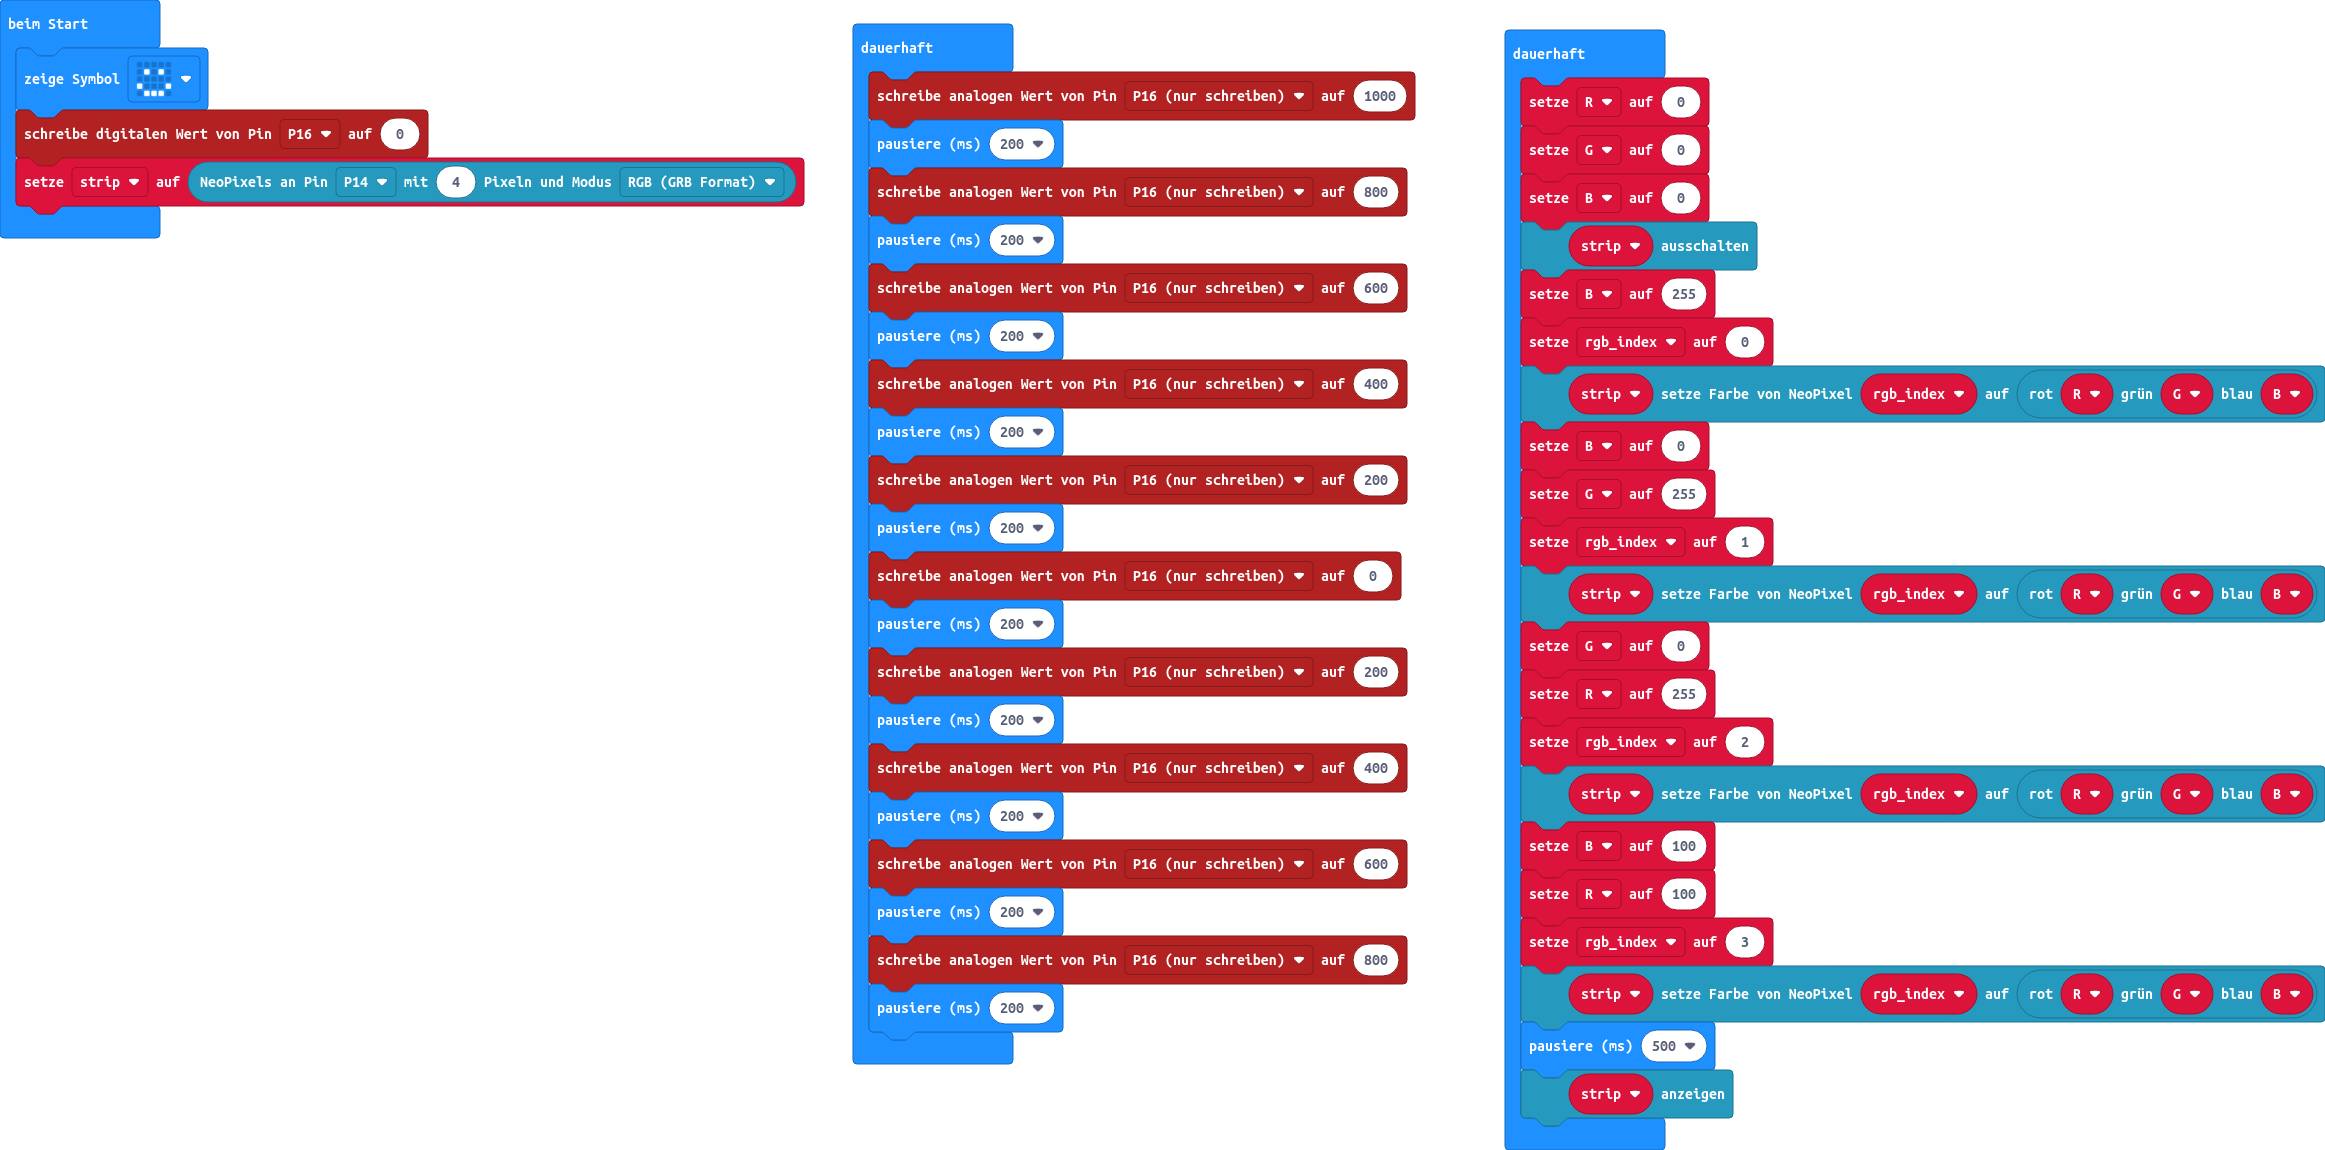 beim Start
zeige Symbol
schreibe digitalen Wert von Pin P16 auf 0
setze strip auf NeoPixels an Pin P14 mit 4 Pixeln und Modus RGB (GRB Format)
dauerhaft
schreibe analogen Wert von Pin P16 (nur schreiben) auf 1000
pausiere (ms) 200
schreibe analogen Wert von Pin P16 (nur schreiben) auf 800
pausiere (ms) 200
schreibe analogen Wert von Pin P16 (nur schreiben) auf 600
pausiere (ms) 200
schreibe analogen Wert von Pin P16 (nur schreiben) auf 400
pausiere (ms) 200
schreibe analogen Wert von Pin P16 (nur schreiben) auf 200
pausiere (ms) 200
schreibe analogen Wert von Pin P16 (nur schreiben) auf 0
pausiere (ms) 200
schreibe analogen Wert von Pin P16 (nur schreiben) auf 200
pausiere (ms) 200
schreibe analogen Wert von Pin P16 (nur schreiben) auf 400
pausiere (ms) 200
schreibe analogen Wert von Pin P16 (nur schreiben) auf 600
pausiere (ms) 200
schreibe analogen Wert von Pin P16 (nur schreiben) auf 800
pausiere (ms) 200
dauerhaft
setze R auf 0
setze G auf 0
setze B auf 0
strip ausschalten
setze B auf 255
setze rgb_index auf 0
strip setze Farbe von NeoPixel rgb_index auf rot R grün G blau B
setze B auf 0
setze G auf 255
setze rgb_index auf 1
strip setze Farbe von NeoPixel rgb_index auf rot R grün G blau B
setze G auf 0
setze R auf 255
setze rgb_index auf 2
strip setze Farbe von NeoPixel rgb_index auf rot R grün G blau B
setze B auf 100
setze R auf 100
setze rgb_index auf 3
strip setze Farbe von NeoPixel rgb_index auf rot R grün G blau B
pausiere (ms) 500
strip anzeigen